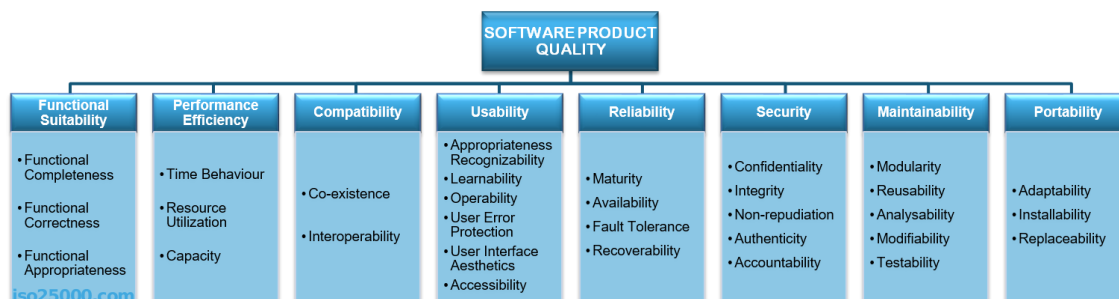 SOFTWARE PRODUCT
QUALITY
Functional
Suitability
• Functional
Completeness
• Functional
Correctness
• Functional
Appropriateness
Performance
Efficiency
• Time Behaviour
• Resource
Utilization
• Capacity
Compatibility
• Co-existence
• Interoperability
Usability
• Appropriateness
Recognizability
• Learnability
• Operability
• User Error
Protection
• User Interface
Aesthetics
• Accessibility
Reliability
• Maturity
• Availability
• Fault Tolerance
• Recoverability
Security
• Confidentiality
• Integrity
• Non-repudiation
• Authenticity
• Accountability
Maintainability
• Modularity
• Reusability
• Analysability
• Modifiability
• Testability
Portability
• Adaptability
• Installability
• Replaceability
iso25000.com